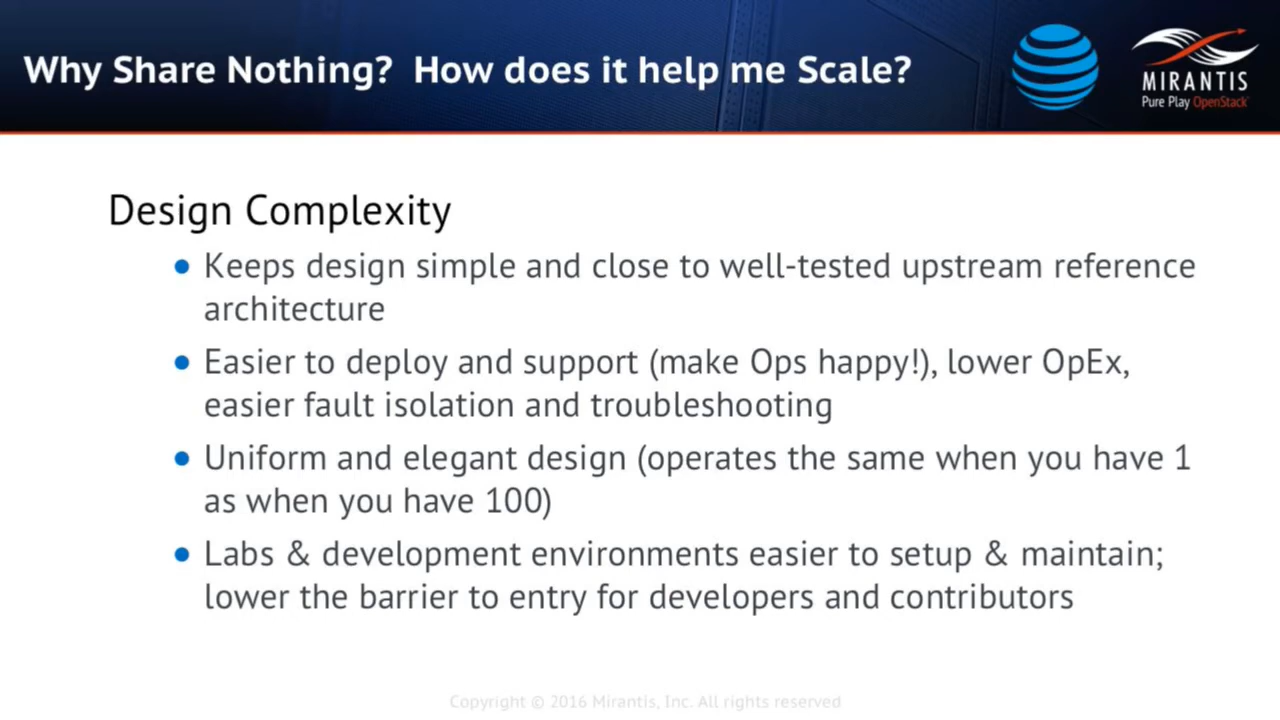 Why Share Nothing? How does it help me Scale?
MIRANTIS
Pure Play OpenStack
Design Complexity
● Keeps design simple and close to well-tested upstream reference
architecture
● Easier to deploy and support (make Ops happy!), lower OpEx,
easier fault isolation and troubleshooting
● Uniform and elegant design (operates the same when you have 1
as when you have 100)
● Labs & development environments easier to setup & maintain;
lower the barrier to entry for developers and contributors
Copyright © 2016 Mirantis, Inc. All rights reserved